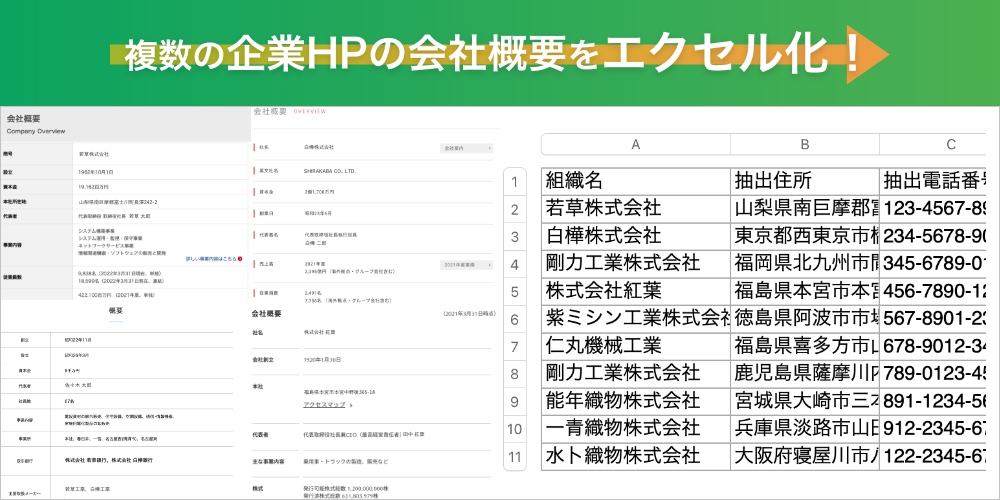 複数の企業HPの会社概要をエクセル化！
会社概要
Company Overview
商号 若草株式会社
設立 1962年10月1日
資本金 19,162百万円
本社所在地 山梨県南巨摩郡富士川町長澤242-2
代表者 代表取締役 取締役社長 若草 太郎
事業内容
システム構築事業
システム運用・監視・保守事業
ネットワークサービス事業
情報関連機器・ソフトウェアの販売と開発
詳しい事業内容はこちら
従業員数
9,838名（2022年3月31日現在、単独）
18,590名（2022年3月31日現在、連結）
422,100百万円（2021年度、単独）
概要
創立 昭和22年11月
設立 昭和26年3月
資本金
代表者 佐々木 太郎
社員数 67名
事業内容
事業所
取引銀行 株式会社 若草銀行、株式会社 白樺銀行
主要取扱メーカー 若草工業、白樺工業
会社概要 OVERVIEW
社名 白樺株式会社
会社案内
英文社名 SHIRAKABA CO., LTD.
資本金 2億1,700万円
創業日 昭和23年6月
代表者名 代表取締役社長執行役員
白樺 二郎
売上高 2021年度
2,395億円（海外拠点・グループ会社含む）
2021年度業績
従業員数 2,491名
7,356名（海外拠点・グループ会社含む）
会社概要 （2021年3月31日時点）
社名 株式会社 紅葉
会社創立 1920年1月30日
本社 福島県本宮市本宮中野後365-18
アクセスマップ
代表者 代表取締役社長兼CEO（最高経営責任者）田中 紅葉
主な事業内容 乗用車・トラックの製造、販売など
株式 発行可能株式総数 1,200,000,000株
発行済株式総数 631,803,979株
A B C
1 組織名 抽出住所 抽出電話番号
2 若草株式会社 山梨県南巨摩郡富 123-4567-89
3 白樺株式会社 東京都西東京市 234-5678-90
4 剛力工業株式会社 福岡県北九州市 345-6789-01
5 株式会社紅葉 福島県本宮市本宮 456-7890-12
6 紫ミシン工業株式会社 徳島県阿波市市場 567-8901-23
7 仁丸機械工業 福島県喜多方市山 678-9012-34
8 剛力工業株式会社 鹿児島県薩摩川内 789-0123-45
9 能年織物株式会社 宮城県大崎市三本 891-1234-56
10 一青織物株式会社 兵庫県淡路市山田 912-2345-67
11 水ト織物株式会社 大阪府寝屋川市八 122-2345-67